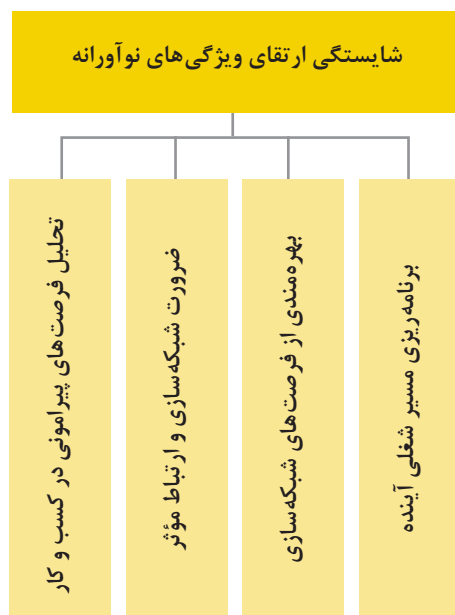 شایستگی ارتقای ویژگی‌های نوآورانه
برنامه‌ریزی مسیر شغلی آینده
بهره‌مندی از فرصت‌های شبکه‌سازی
ضرورت شبکه‌سازی و ارتباط مؤثر
تحلیل فرصت‌های پیرامونی در کسب و کار